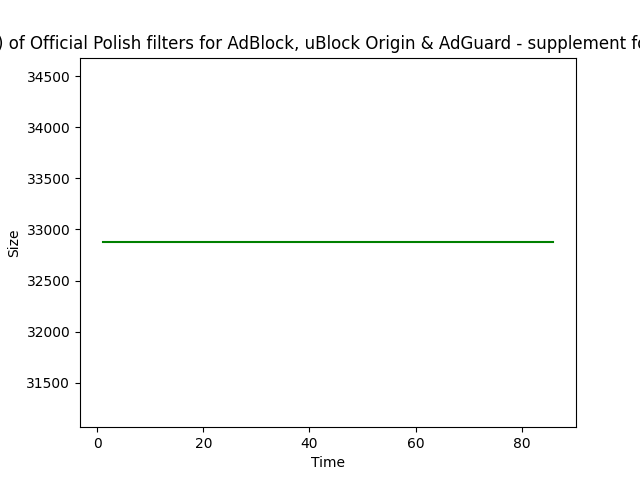 ) of Official Polish filters for AdBlock, uBlock Origin & AdGuard - supplement fo
34500
34000
33500
33000
32500
32000
31500
Size
0 20 40 60 80
Time